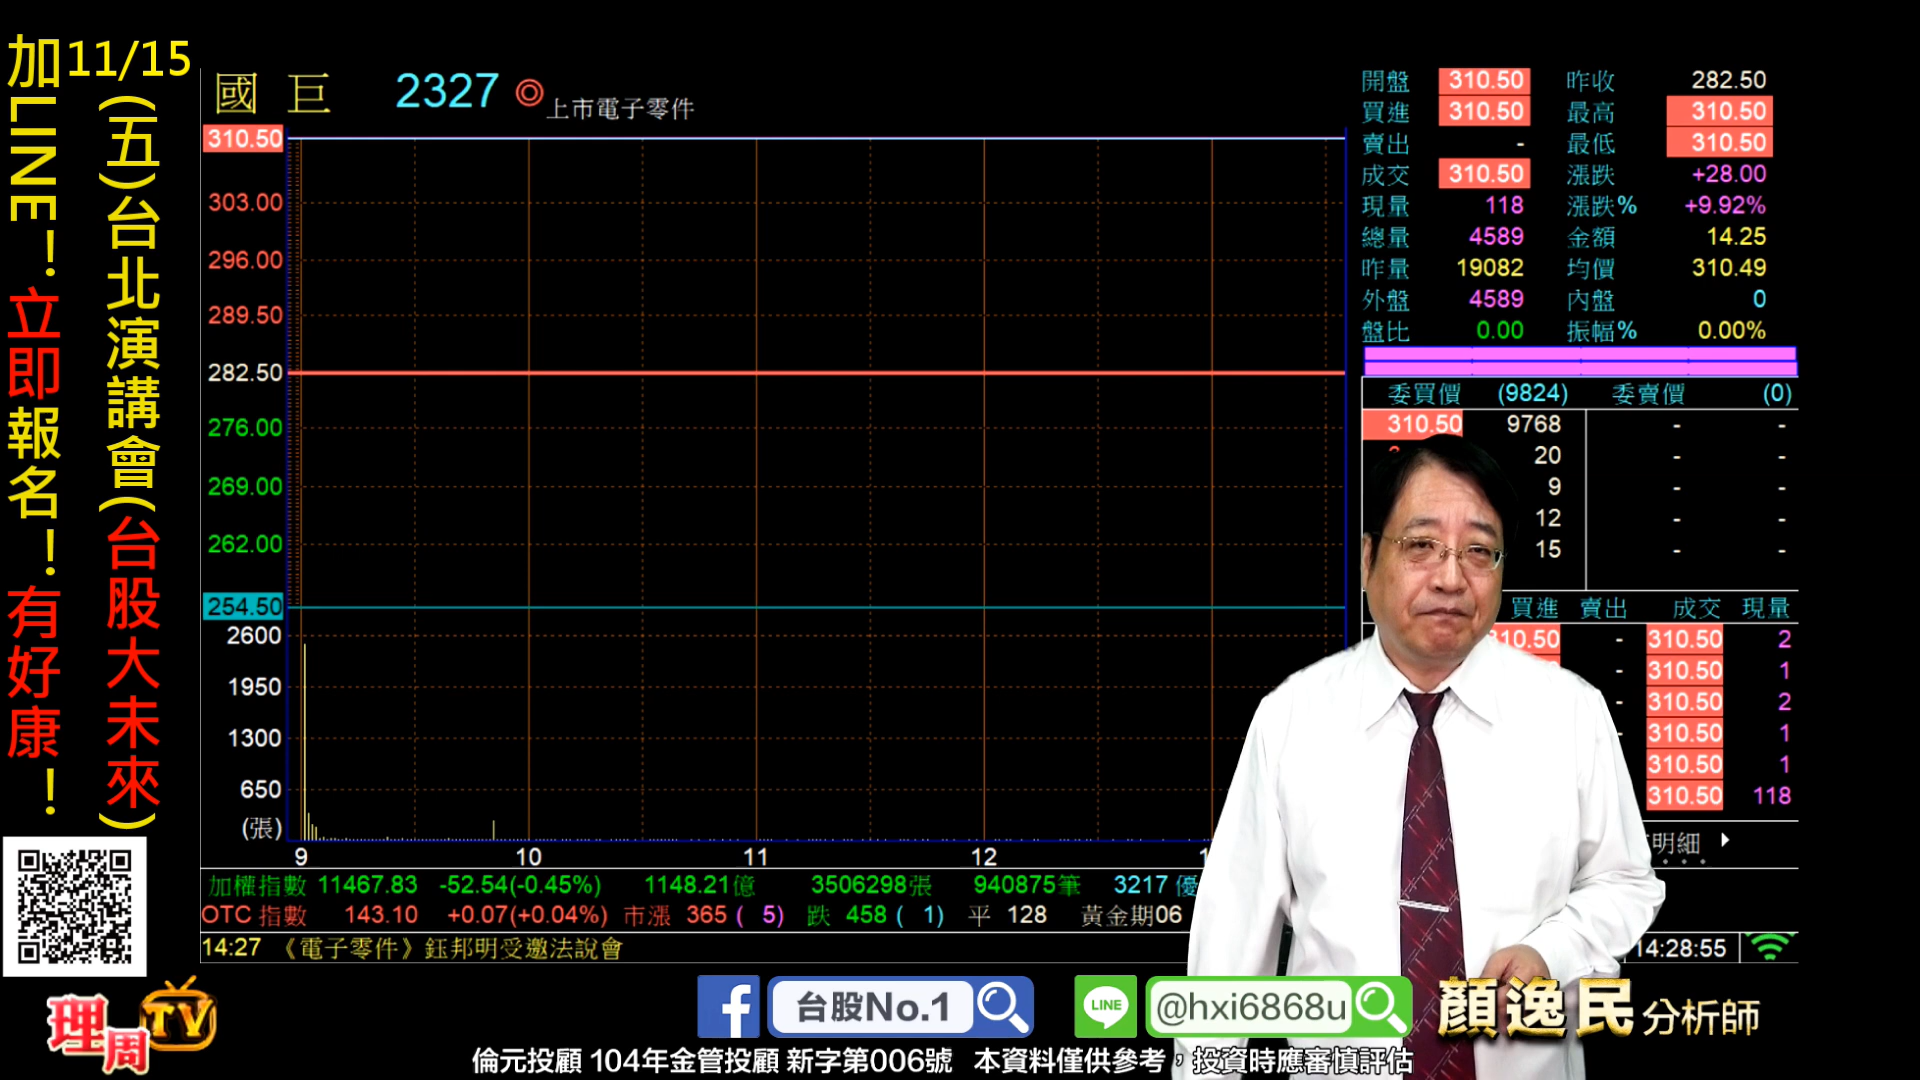 加LINE！立即報名！有好康！
11/15
(五)台北演講會(台股大未來)
國 巨 2327 ◎ 上市電子零件
310.50
303.00
296.00
289.50
282.50
276.00
269.00
262.00
254.50
2600
1950
1300
650
(張)
9 10 11 12
開盤 310.50 昨收 282.50
買進 310.50 最高 310.50
賣出 - 最低 310.50
成交 310.50 漲跌 +28.00
現量 118 漲跌% +9.92%
總量 4589 金額 14.25
昨量 19082 均價 310.49
外盤 4589 內盤 0
盤比 0.00 振幅% 0.00%
委買價 (9824) 委賣價 (0)
310.50 9768 - -
20 - -
9 - -
12 - -
15 - -
買進 賣出 成交 現量
310.50 - 310.50 2
- 310.50 1
- 310.50 2
- 310.50 1
310.50 1
310.50 118
明細
加權指數 11467.83 -52.54(-0.45%) 1148.21億 3506298張 940875筆 3217 優
OTC 指數 143.10 +0.07(+0.04%) 市漲 365 ( 5) 跌 458 ( 1) 平 128 黃金期06
14:27 《電子零件》鈺邦明受邀法說會
14:28:55
理周TV
台股No.1
LINE @hxi6868u
顏逸民 分析師
倫元投顧 104年金管投顧 新字第006號 本資料僅供參考，投資時應審慎評估